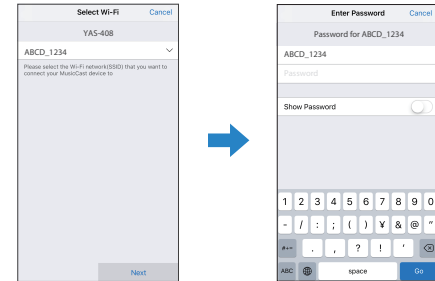 Select Wi-Fi Cancel
YAS-408
ABCD_1234
Please select the Wi-Fi network(SSID) that you want to
connect your MusicCast device to
Next
Enter Password Cancel
Password for ABCD_1234
ABCD_1234
Password
Show Password
1 2 3 4 5 6 7 8 9 0
- / : ; ( ) ¥ & @ "
#+= . , ? ! '
ABC space Go